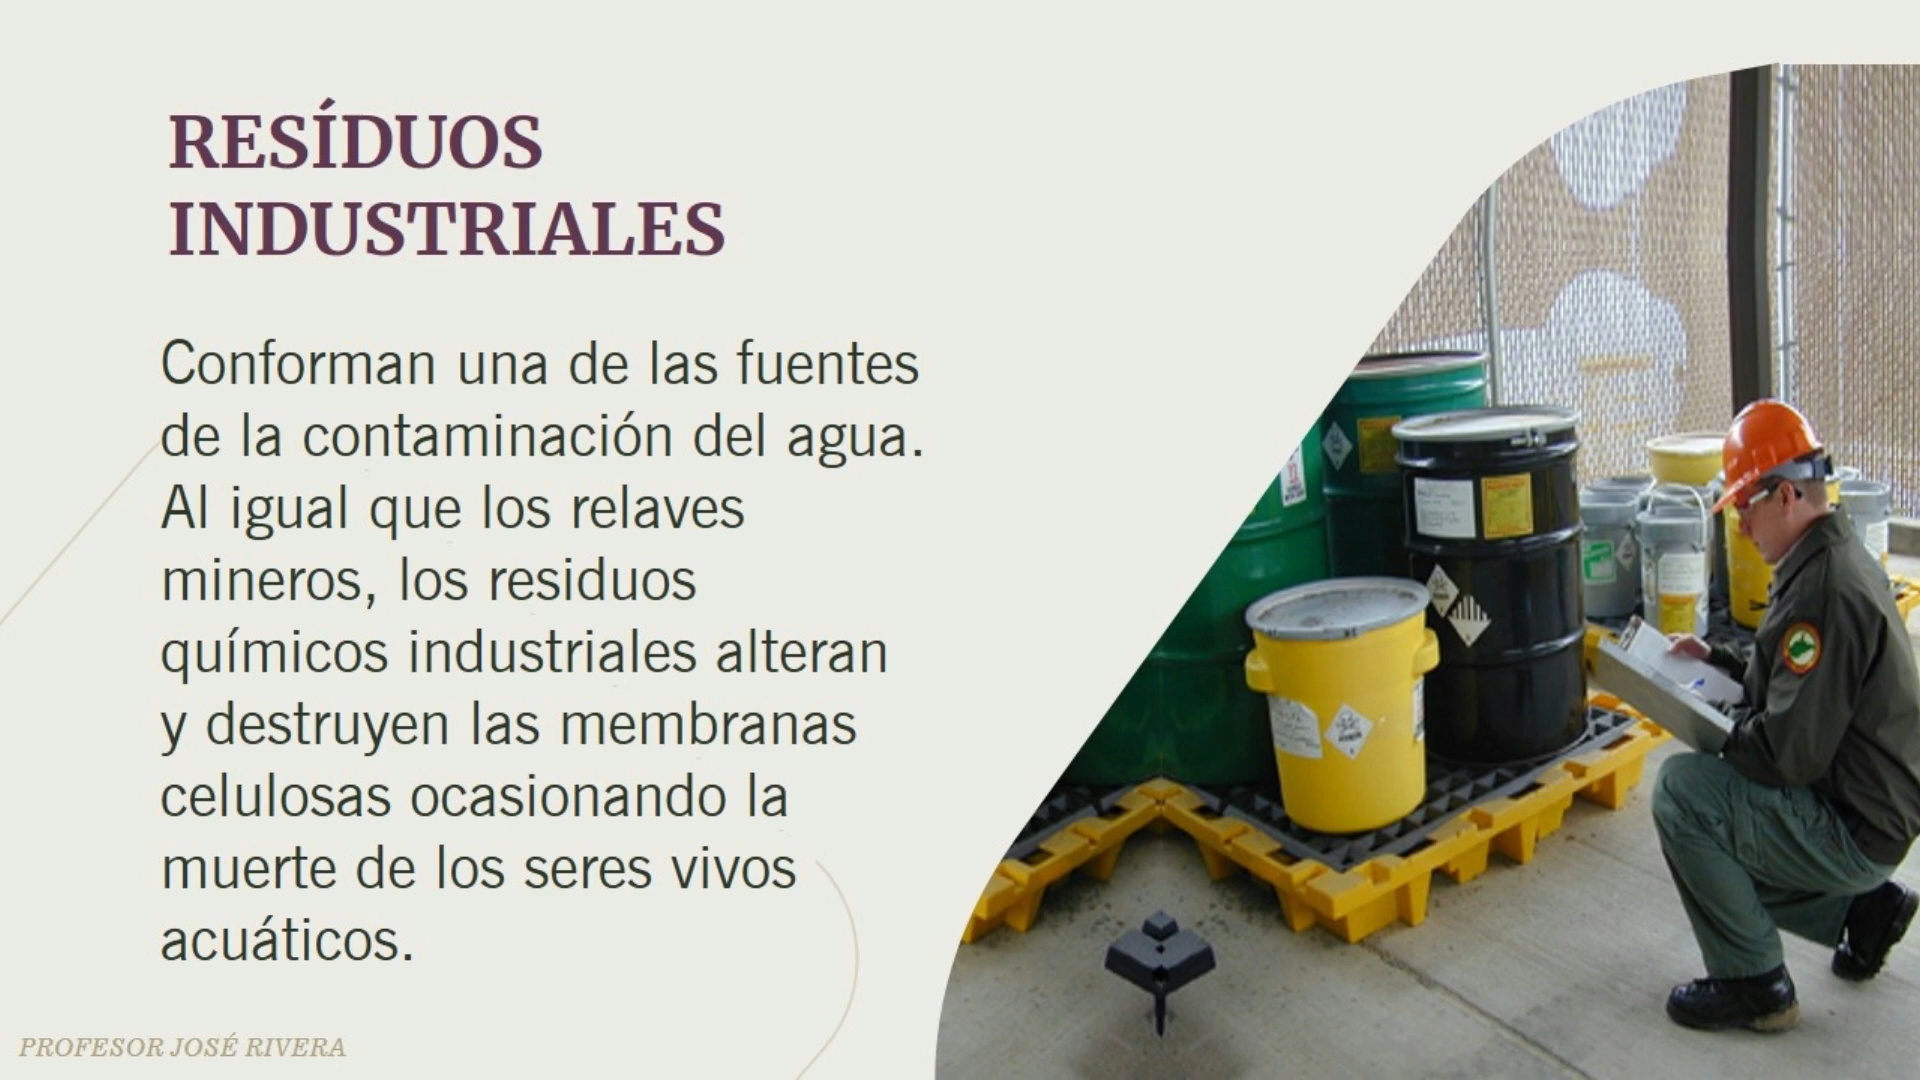 RESÍDUOS
INDUSTRIALES
Conforman una de las fuentes
de la contaminación del agua.
Al igual que los relaves
mineros, los residuos
químicos industriales alteran
y destruyen las membranas
celulosas ocasionando la
muerte de los seres vivos
acuáticos.
PROFESOR JOSÉ RIVERA